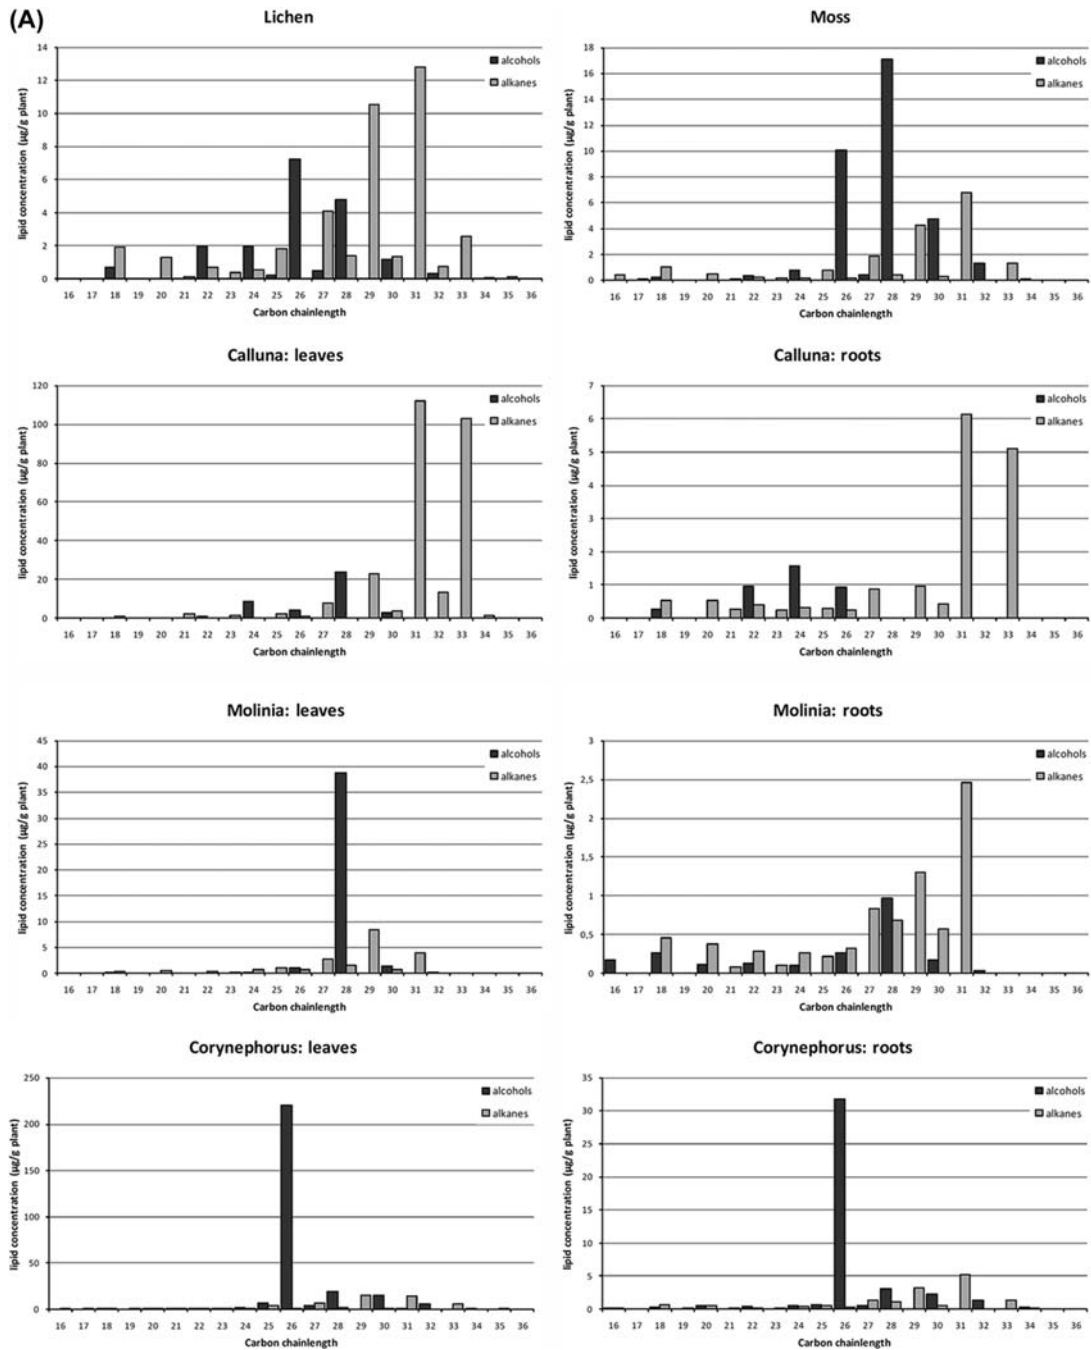 (A)
Lichen
14
12
10
8
6
4
2
0
lipid concentration (µg/g plant)
alcohols
alkanes
16 17 18 19 20 21 22 23 24 25 26 27 28 29 30 31 32 33 34 35 36
Carbon chainlength
Moss
18
16
14
12
10
8
6
4
2
0
lipid concentration (µg/g plant)
alcohols
alkanes
16 17 18 19 20 21 22 23 24 25 26 27 28 29 30 31 32 33 34 35 36
Carbon chainlength
Calluna: leaves
120
100
80
60
40
20
0
lipid concentration (µg/g plant)
alcohols
alkanes
16 17 18 19 20 21 22 23 24 25 26 27 28 29 30 31 32 33 34 35 36
Carbon chainlength
Calluna: roots
7
6
5
4
3
2
1
0
lipid concentration (µg/g plant)
alcohols
alkanes
16 17 18 19 20 21 22 23 24 25 26 27 28 29 30 31 32 33 34 35 36
Carbon chainlength
Molinia: leaves
45
40
35
30
25
20
15
10
5
0
lipid concentration (µg/g plant)
alcohols
alkanes
16 17 18 19 20 21 22 23 24 25 26 27 28 29 30 31 32 33 34 35 36
Carbon chainlength
Molinia: roots
3
2,5
2
1,5
1
0,5
0
lipid concentration (µg/g plant)
alcohols
alkanes
16 17 18 19 20 21 22 23 24 25 26 27 28 29 30 31 32 33 34 35 36
Carbon chainlength
Corynephorus: leaves
250
200
150
100
50
0
lipid concentration (µg/g plant)
alcohols
alkanes
16 17 18 19 20 21 22 23 24 25 26 27 28 29 30 31 32 33 34 35 36
Carbon chainlength
Corynephorus: roots
35
30
25
20
15
10
5
0
lipid concentration (µg/g plant)
alcohols
alkanes
16 17 18 19 20 21 22 23 24 25 26 27 28 29 30 31 32 33 34 35 36
Carbon chainlength